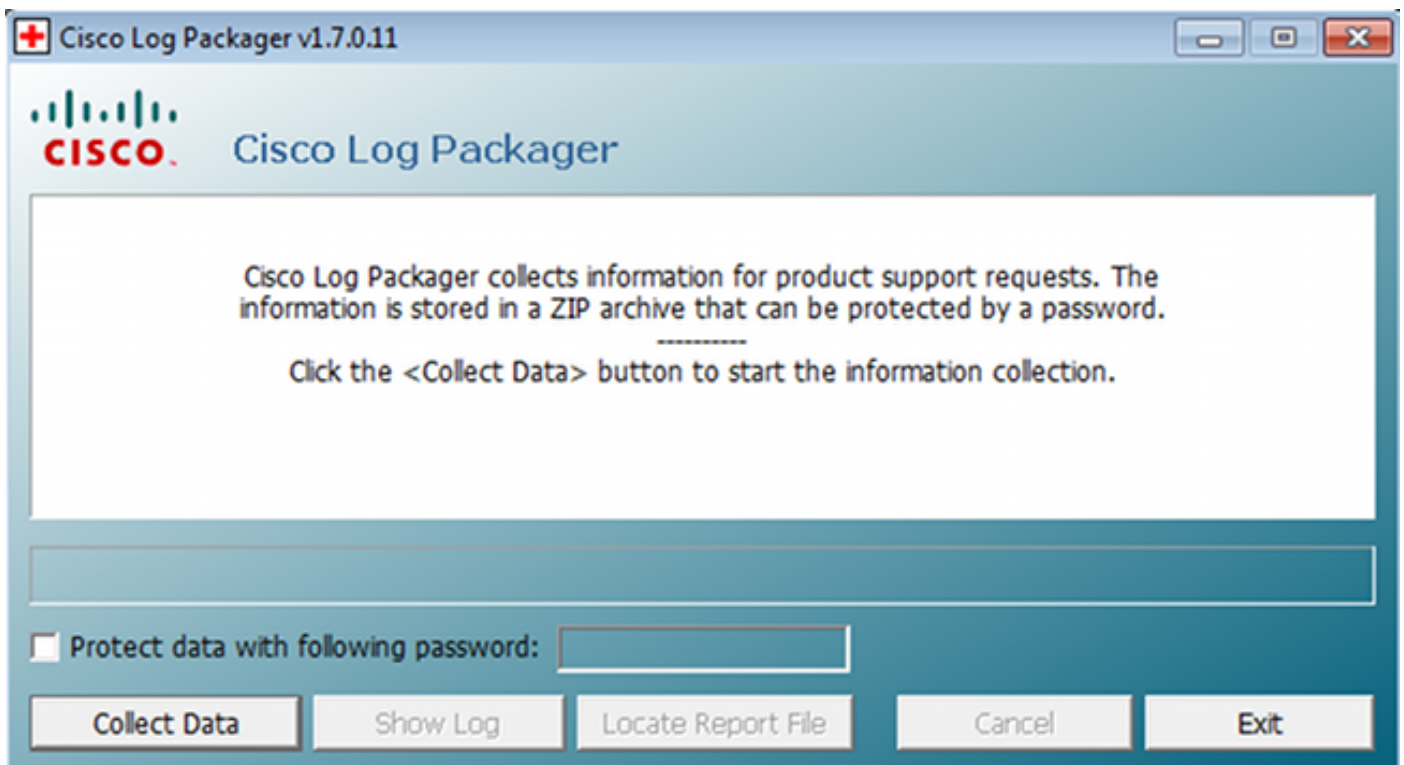 Cisco Log Packager v1.7.0.11
CISCO.
Cisco Log Packager
Cisco Log Packager collects information for product support requests. The
information is stored in a ZIP archive that can be protected by a password.
----------
Click the <Collect Data> button to start the information collection.
Protect data with following password:
Collect Data
Show Log
Locate Report File
Cancel
Exit